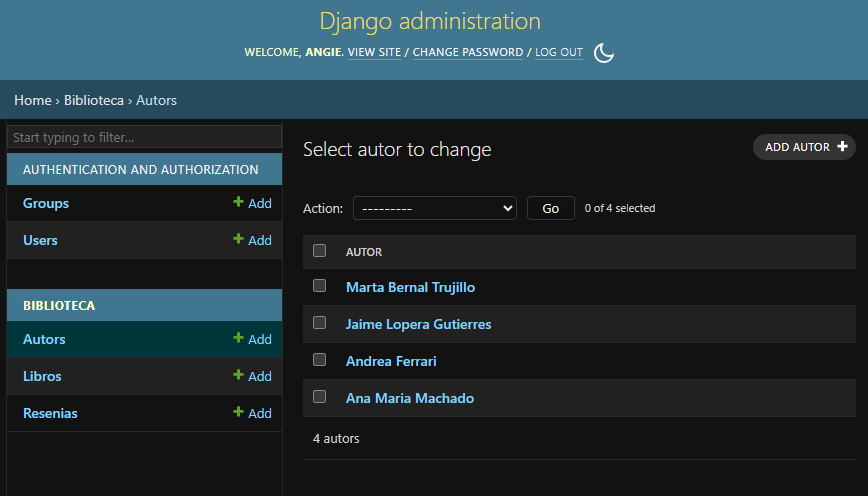 Django administration
WELCOME, ANGIE. VIEW SITE / CHANGE PASSWORD / LOG OUT
Home › Biblioteca › Autors
Start typing to filter...
AUTHENTICATION AND AUTHORIZATION
Groups + Add
Users + Add
BIBLIOTECA
Autors + Add
Libros + Add
Resenias + Add
Select autor to change
ADD AUTOR +
Action: --------- Go 0 of 4 selected
AUTOR
Marta Bernal Trujillo
Jaime Lopera Gutierres
Andrea Ferrari
Ana Maria Machado
4 autors